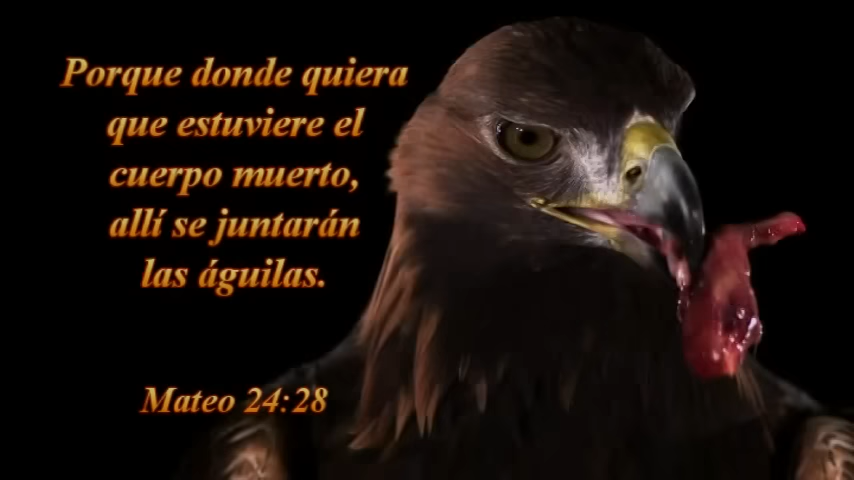 Porque donde quiera
que estuviere el
cuerpo muerto,
allí se juntarán
las águilas.
Mateo 24:28